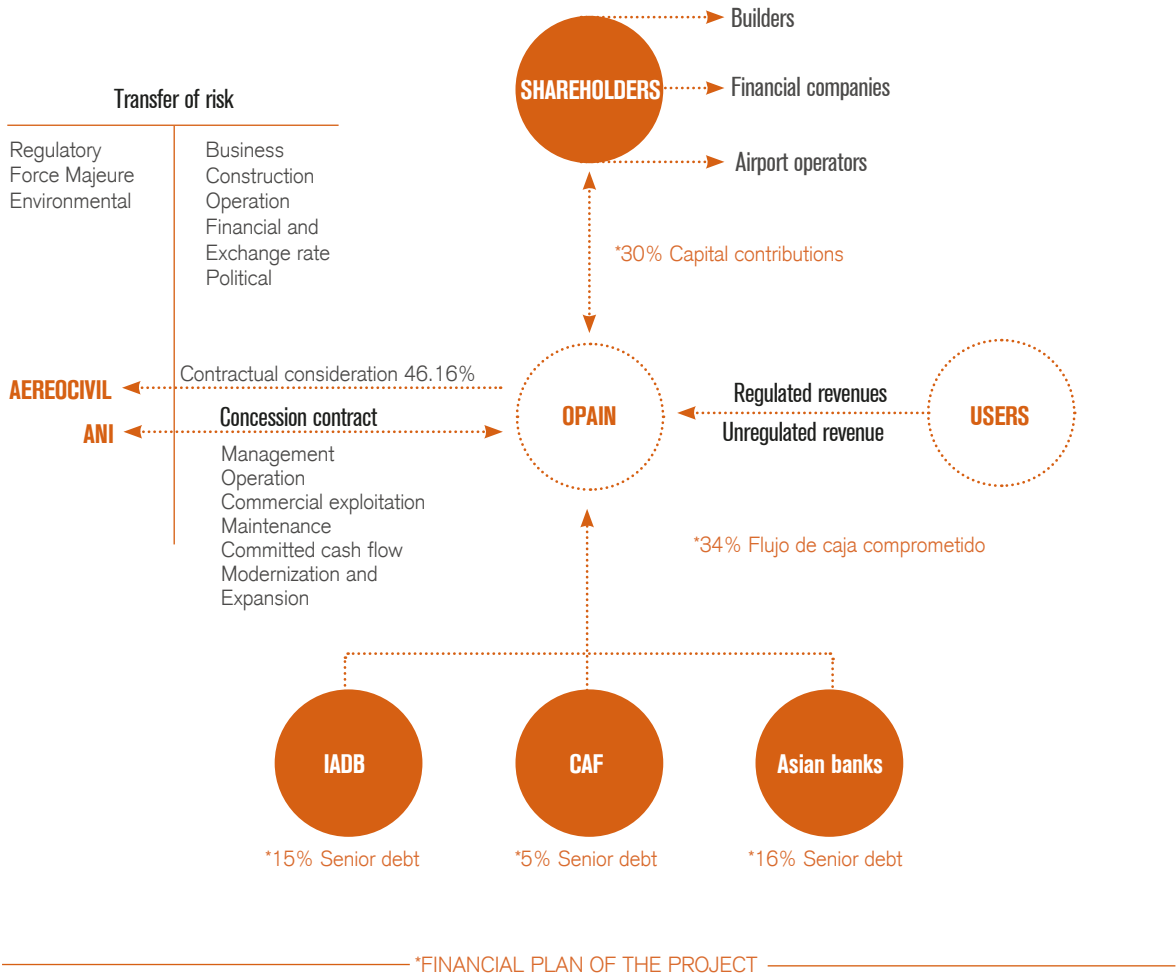 Builders
SHAREHOLDERS
Financial companies
Airport operators
Transfer of risk
Regulatory
Force Majeure
Environmental
Business
Construction
Operation
Financial and
Exchange rate
Political
*30% Capital contributions
AEREOCIVIL
Contractual consideration 46.16%
ANI
Concession contract
Management
Operation
Commercial exploitation
Maintenance
Committed cash flow
Modernization and
Expansion
OPAIN
Regulated revenues
Unregulated revenue
USERS
*34% Flujo de caja comprometido
IADB
CAF
Asian banks
*15% Senior debt
*5% Senior debt
*16% Senior debt
*FINANCIAL PLAN OF THE PROJECT